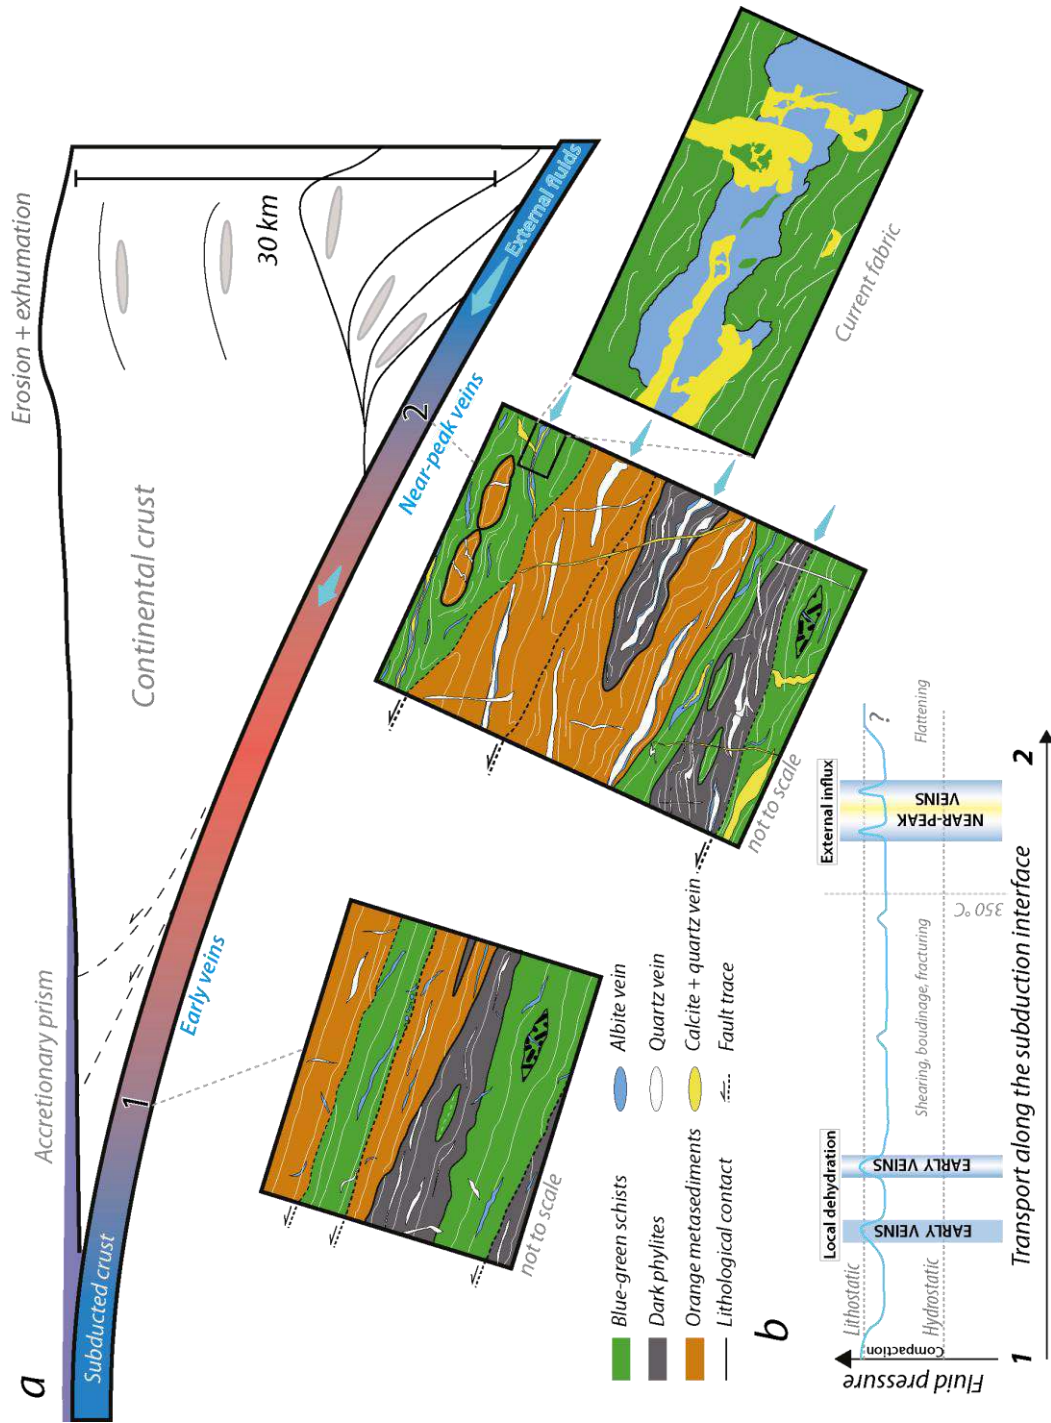 a
Accretionary prism
Erosion + exhumation
Continental crust
30 km
Subducted crust
1
2
External fluids
Early veins
Near-peak veins
not to scale
not to scale
Current fabric
Blue-green schists
Dark phylites
Orange metasediments
Lithological contact
Albite vein
Quartz vein
Calcite + quartz vein
Fault trace
b
Fluid pressure
Compaction
Lithostatic
Hydrostatic
Local dehydration
EARLY VEINS
EARLY VEINS
Shearing, boudinage, fracturing
350°C
External influx
NEAR-PEAK
VEINS
Flattening
?
1
Transport along the subduction interface
2